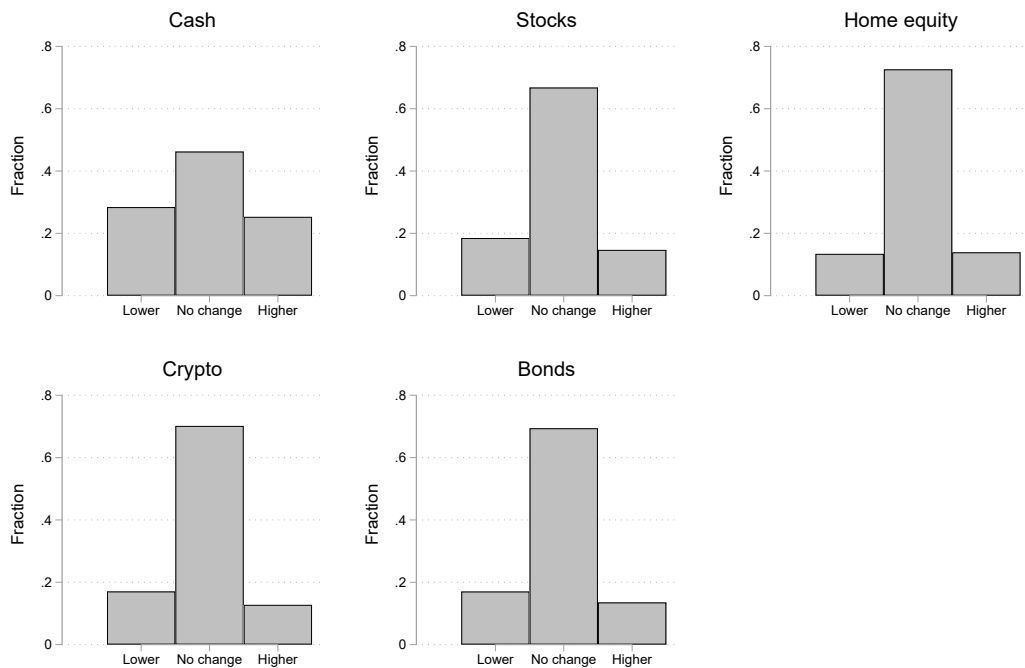 Cash
Fraction
.8
.6
.4
.2
0
Lower No change Higher
Stocks
Fraction
.8
.6
.4
.2
0
Lower No change Higher
Home equity
Fraction
.8
.6
.4
.2
0
Lower No change Higher
Crypto
Fraction
.8
.6
.4
.2
0
Lower No change Higher
Bonds
Fraction
.8
.6
.4
.2
0
Lower No change Higher